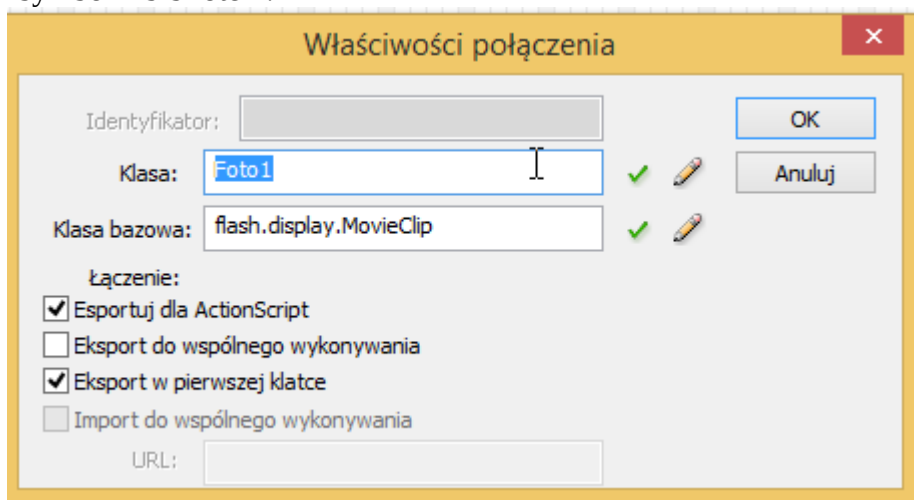 Właściwości połączenia
Identyfikator:
OK
Klasa: Foto1
Anuluj
Klasa bazowa: flash.display.MovieClip
Łączenie:
Esportuj dla ActionScript
Eksport do wspólnego wykonywania
Eksport w pierwszej klatce
Import do wspólnego wykonywania
URL: